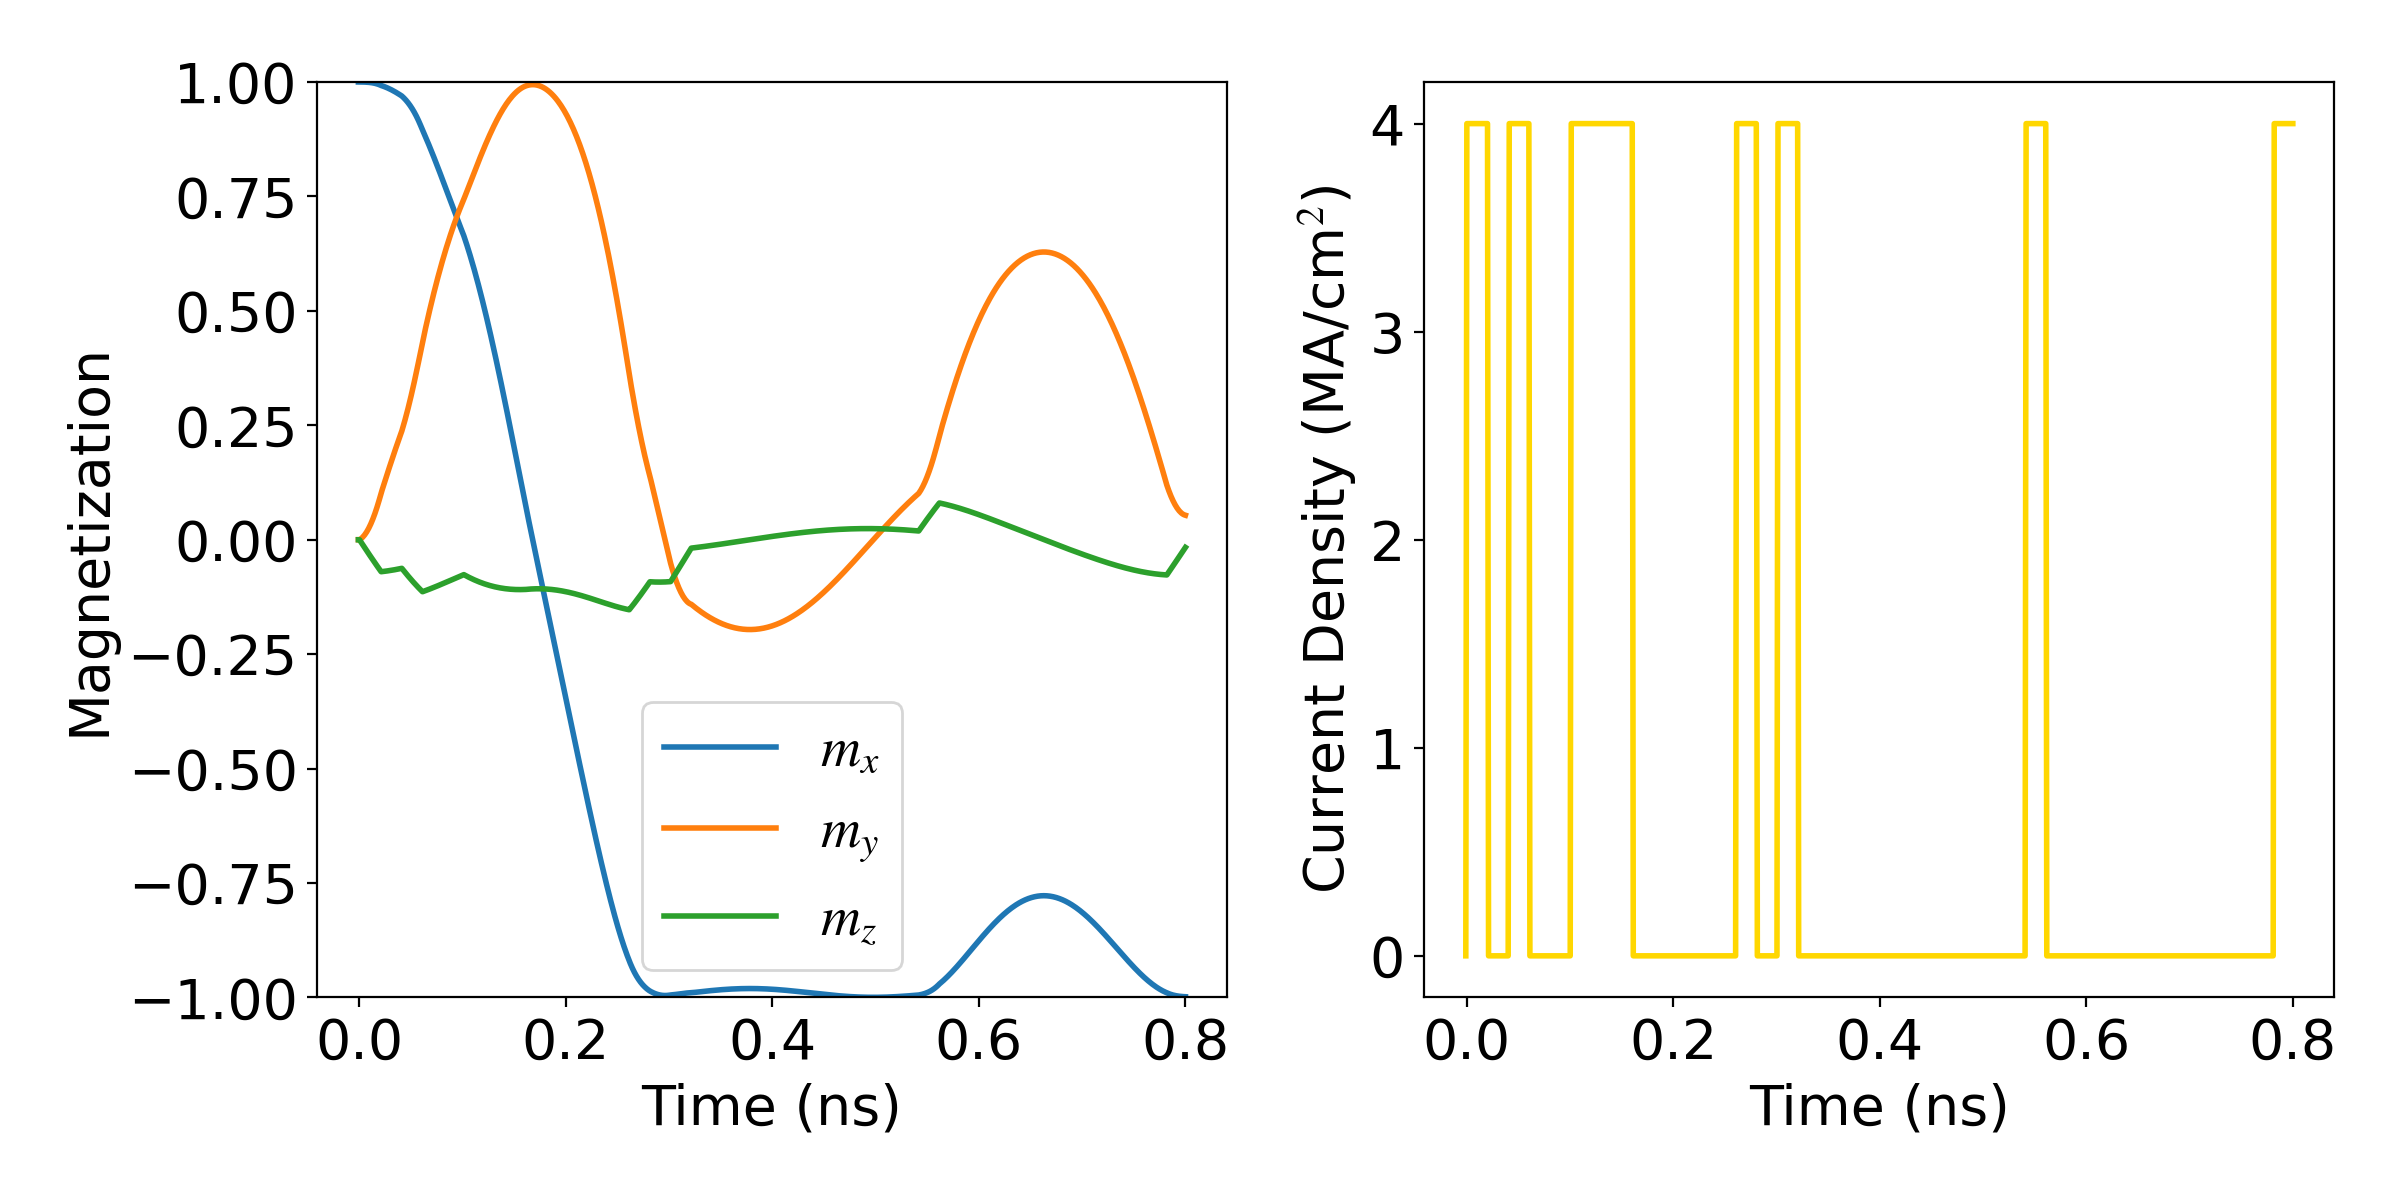 Magnetization
1.00
0.75
0.50
0.25
0.00
−0.25
−0.50
−0.75
−1.00
0.0 0.2 0.4 0.6 0.8
Time (ns)
mₓ
m_y
m_z
Current Density (MA/cm²)
4
3
2
1
0
0.0 0.2 0.4 0.6 0.8
Time (ns)